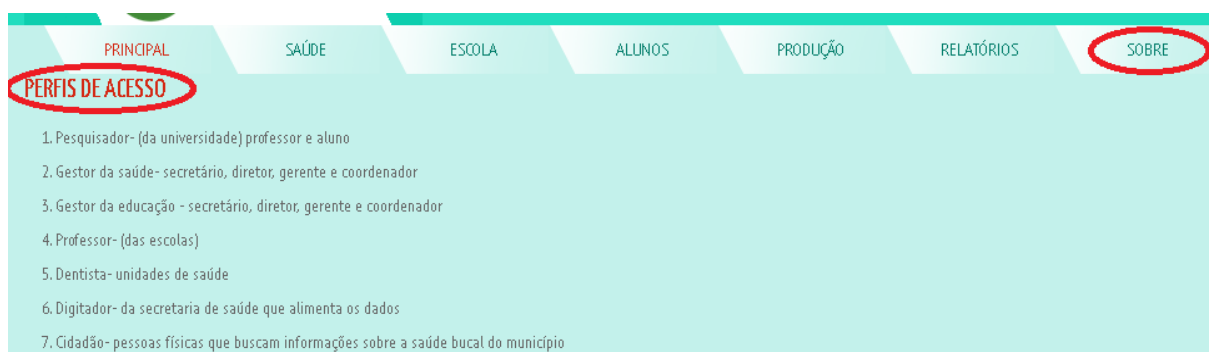 PRINCIPAL SAÚDE ESCOLA ALUNOS PRODUÇÃO RELATÓRIOS SOBRE
PERFIS DE ACESSO
1. Pesquisador- (da universidade) professor e aluno
2. Gestor da saúde- secretário, diretor, gerente e coordenador
3. Gestor da educação - secretário, diretor, gerente e coordenador
4. Professor- (das escolas)
5. Dentista- unidades de saúde
6. Digitador- da secretaria de saúde que alimenta os dados
7. Cidadão- pessoas físicas que buscam informações sobre a saúde bucal do município